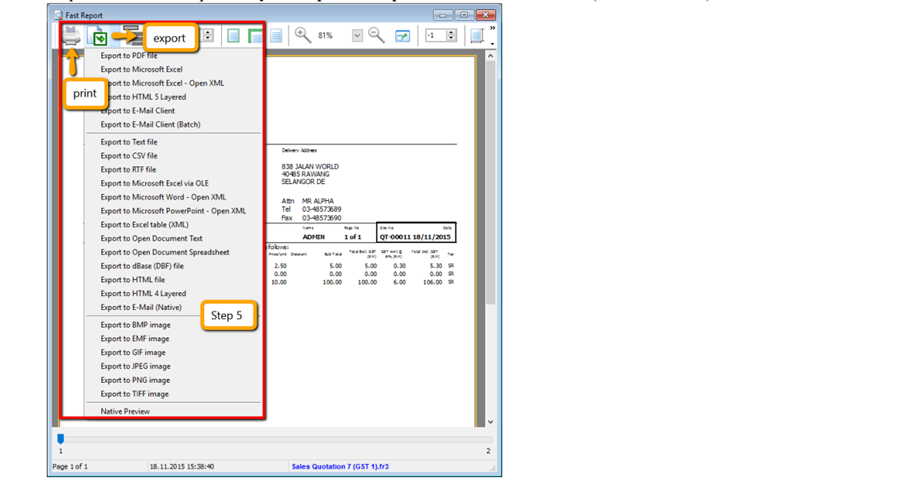 Fast Report
export
81%
-1
print
Export to PDF file
Export to Microsoft Excel
port to Microsoft Excel - Open XML
port to HTML 5 Layered
Export to E-Mail Client
Export to E-Mail Client (Batch)
Export to Text file
Export to CSV file
Export to RTF file
Export to Microsoft Excel via OLE
Export to Microsoft Word - Open XML
Export to Microsoft PowerPoint - Open XML
Export to Excel table (XML)
Export to Open Document Text
Export to Open Document Spreadsheet
Export to dBase (DBF) file
Export to HTML file
Export to HTML 4 Layered
Export to E-Mail (Native)
Step 5
Export to BMP image
Export to EMF image
Export to GIF image
Export to JPEG image
Export to PNG image
Export to TIFF image
Native Preview
Delivery Address
838 JALAN WORLD
40485 RAWANG
SELANGOR DE
Attn MR ALPHA
Tel 03-48573689
Fax 03-48573690
Name Page No Date
ADMIN 1 of 1 QT-00011 18/11/2015
follows:
Price/Unit Discount Sub Total Total Excl. GST (RM) GST Amt @ 6% (RM) Total Incl. GST (RM) Tax
2.50 5.00 5.00 0.30 5.30 SR
0.00 0.00 0.00 0.00 0.00 SR
10.00 100.00 100.00 6.00 106.00 SR
1 2
Page 1 of 1 18.11.2015 15:38:40 Sales Quotation 7 (GST 1).fr3